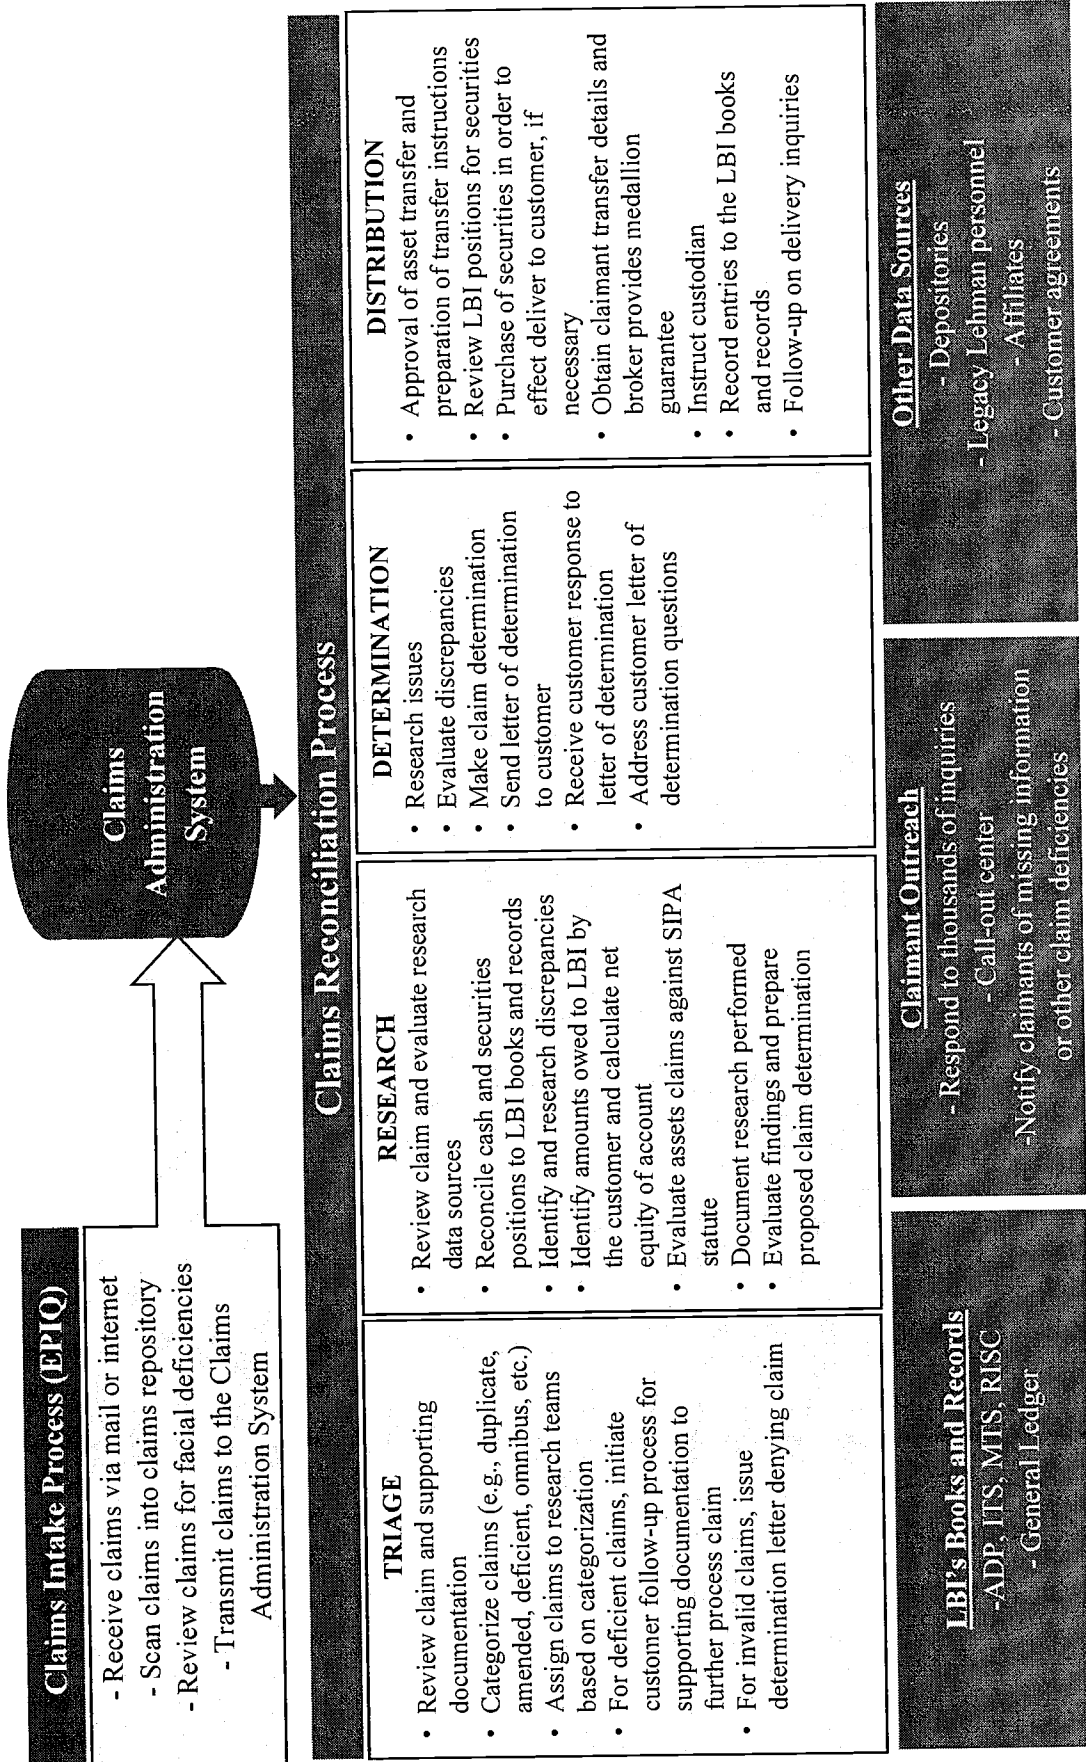 Claims Intake Process (EPIQ)
- Receive claims via mail or internet
- Scan claims into claims repository
- Review claims for facial deficiencies
- Transmit claims to the Claims
Administration System
Claims
Administration
System
Claims Reconciliation Process
TRIAGE
• Review claim and supporting
documentation
• Categorize claims (e.g., duplicate,
amended, deficient, omnibus, etc.)
• Assign claims to research teams
based on categorization
• For deficient claims, initiate
customer follow-up process for
supporting documentation to
further process claim
• For invalid claims, issue
determination letter denying claim
RESEARCH
• Review claim and evaluate research
data sources
• Reconcile cash and securities
positions to LBI books and records
• Identify and research discrepancies
• Identify amounts owed to LBI by
the customer and calculate net
equity of account
• Evaluate assets claims against SIPA
statute
• Document research performed
• Evaluate findings and prepare
proposed claim determination
DETERMINATION
• Research issues
• Evaluate discrepancies
• Make claim determination
• Send letter of determination
to customer
• Receive customer response to
letter of determination
• Address customer letter of
determination questions
DISTRIBUTION
• Approval of asset transfer and
preparation of transfer instructions
• Review LBI positions for securities
• Purchase of securities in order to
effect deliver to customer, if
necessary
• Obtain claimant transfer details and
broker provides medallion
guarantee
• Instruct custodian
• Record entries to the LBI books
and records
• Follow-up on delivery inquiries
LBI's Books and Records
-ADP, ITS, MTS, RISC
- General Ledger
Claimant Outreach
- Respond to thousands of inquiries
- Call-out center
-Notify claimants of missing information
or other claim deficiencies
Other Data Sources
- Depositories
- Legacy Lehman personnel
- Affiliates
- Customer agreements